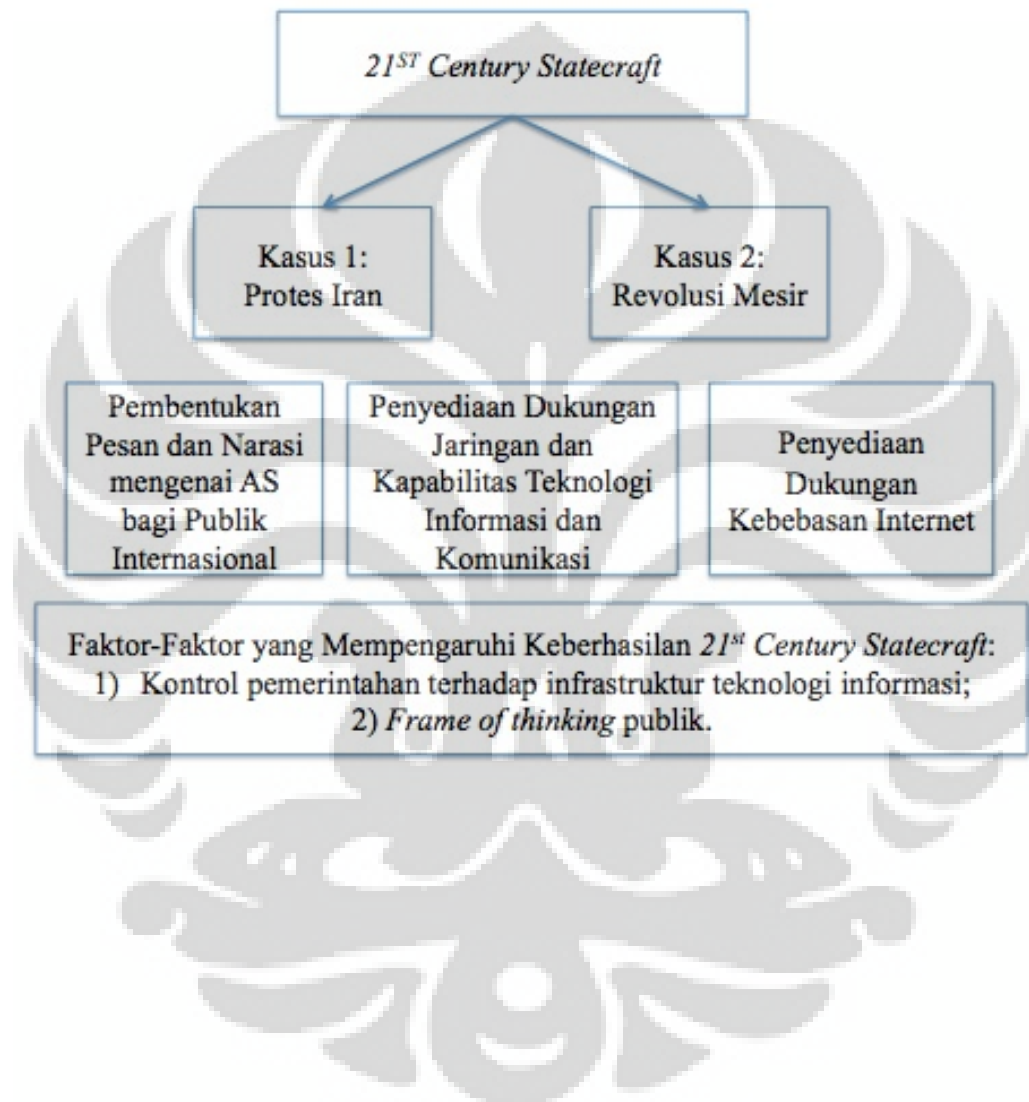 21ST Century Statecraft
Kasus 1:
Protes Iran
Kasus 2:
Revolusi Mesir
Pembentukan
Pesan dan Narasi
mengenai AS
bagi Publik
Internasional
Penyediaan Dukungan
Jaringan dan
Kapabilitas Teknologi
Informasi dan
Komunikasi
Penyediaan
Dukungan
Kebebasan Internet
Faktor-Faktor yang Mempengaruhi Keberhasilan 21st Century Statecraft:
1) Kontrol pemerintahan terhadap infrastruktur teknologi informasi;
2) Frame of thinking publik.